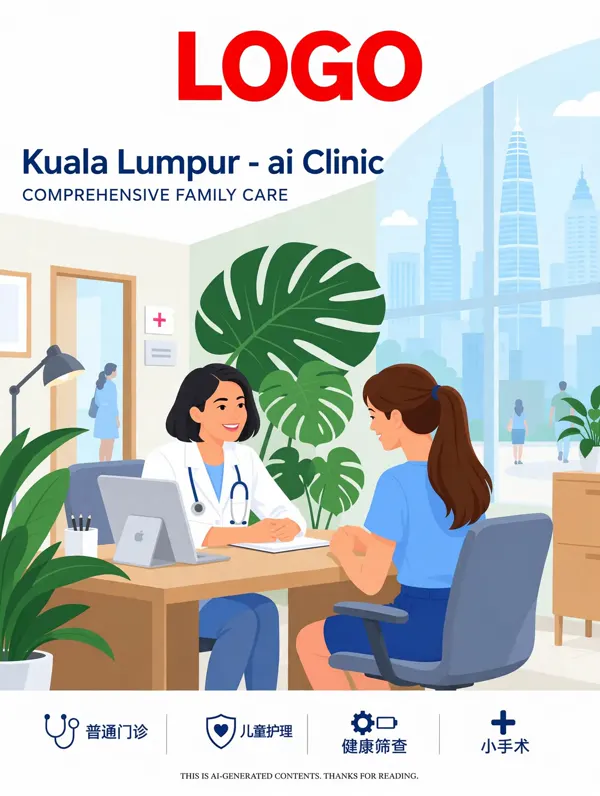 LOGO
Kuala Lumpur - ai Clinic
COMPREHENSIVE FAMILY CARE
普通门诊
儿童护理
健康筛查
小手术
THIS IS AI-GENERATED CONTENTS. THANKS FOR READING.